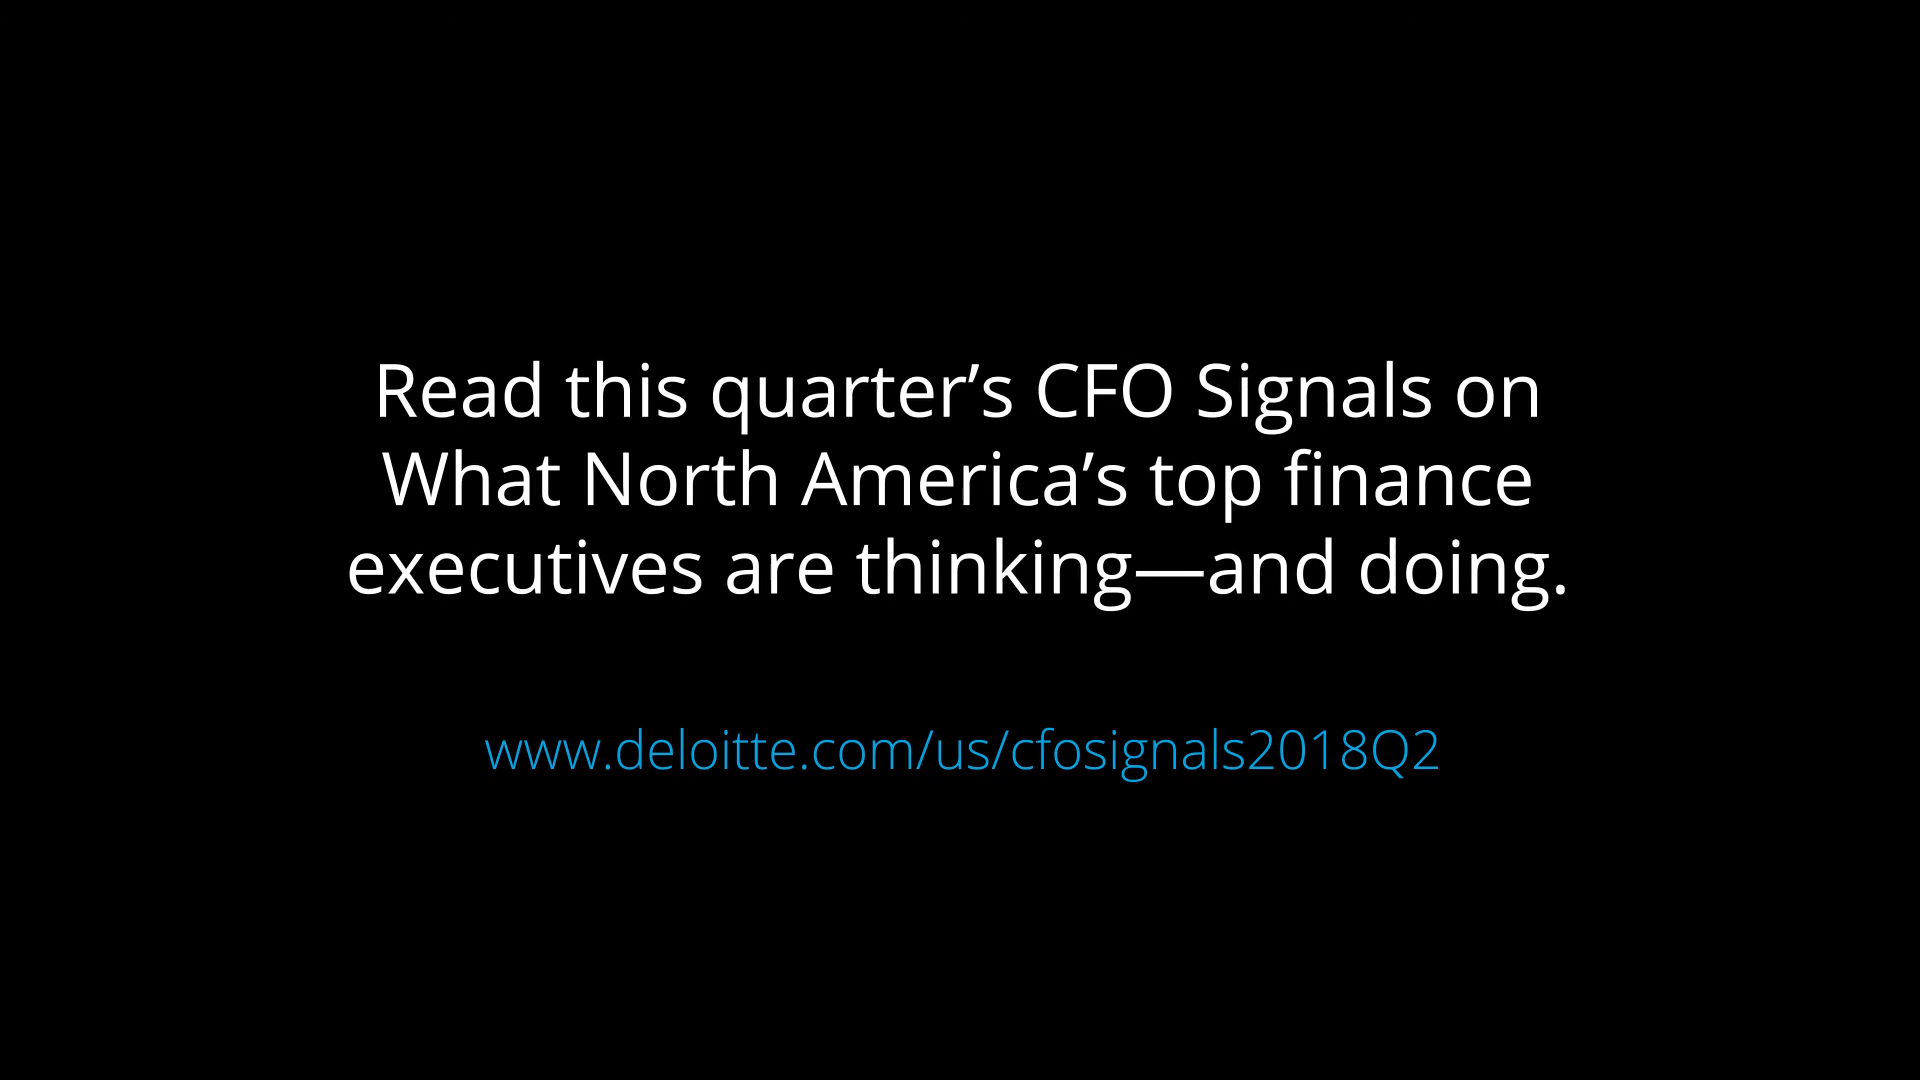 Read this quarter’s CFO Signals on
What North America’s top finance
executives are thinking—and doing.
www.deloitte.com/us/cfosignals2018Q2